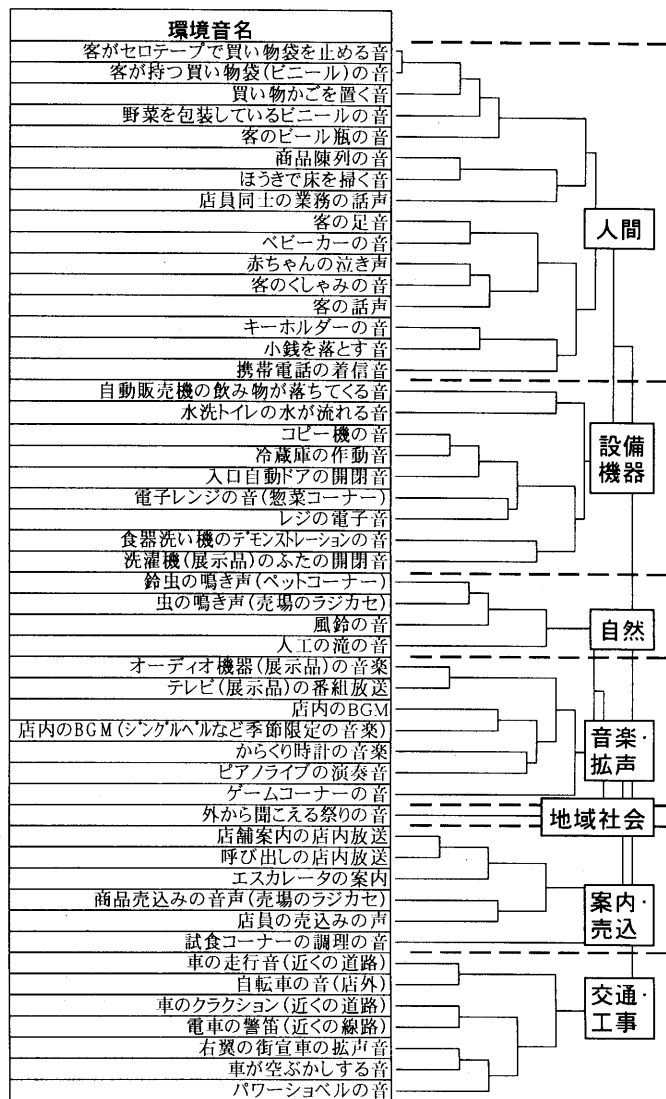 環境音名
客がセロテープで買い物袋を止める音
客が持つ買い物袋(ビニール)の音
買い物かごを置く音
野菜を包装しているビニールの音
客のビール瓶の音
商品陳列の音
ほうきで床を掃く音
店員同士の業務の話声
客の足音
ベビーカーの音
赤ちゃんの泣き声
客のくしゃみの音
客の話声
キーホルダーの音
小銭を落とす音
携帯電話の着信音
自動販売機の飲み物が落ちてくる音
水洗トイレの水が流れる音
コピー機の音
冷蔵庫の作動音
入口自動ドアの開閉音
電子レンジの音(惣菜コーナー)
レジの電子音
食器洗い機のデモンストレーションの音
洗濯機(展示品)のふたの開閉音
鈴虫の鳴き声(ペットコーナー)
虫の鳴き声(売場のラジカセ)
風鈴の音
人工の滝の音
オーディオ機器(展示品)の音楽
テレビ(展示品)の番組放送
店内のBGM
店内のBGM(ジングルベルなど季節限定の音楽)
からくり時計の音楽
ピアノライブの演奏音
ゲームコーナーの音
外から聞こえる祭りの音
店舗案内の店内放送
呼び出しの店内放送
エスカレータの案内
商品売込みの音声(売場のラジカセ)
店員の売込みの声
試食コーナーの調理の音
車の走行音(近くの道路)
自転車の音(店外)
車のクラクション(近くの道路)
電車の警笛(近くの線路)
右翼の街宣車の拡声音
車が空ぶかしする音
パワーショベルの音
人間
設備
機器
自然
音楽・
拡声
地域社会
案内・
売込
交通・
工事